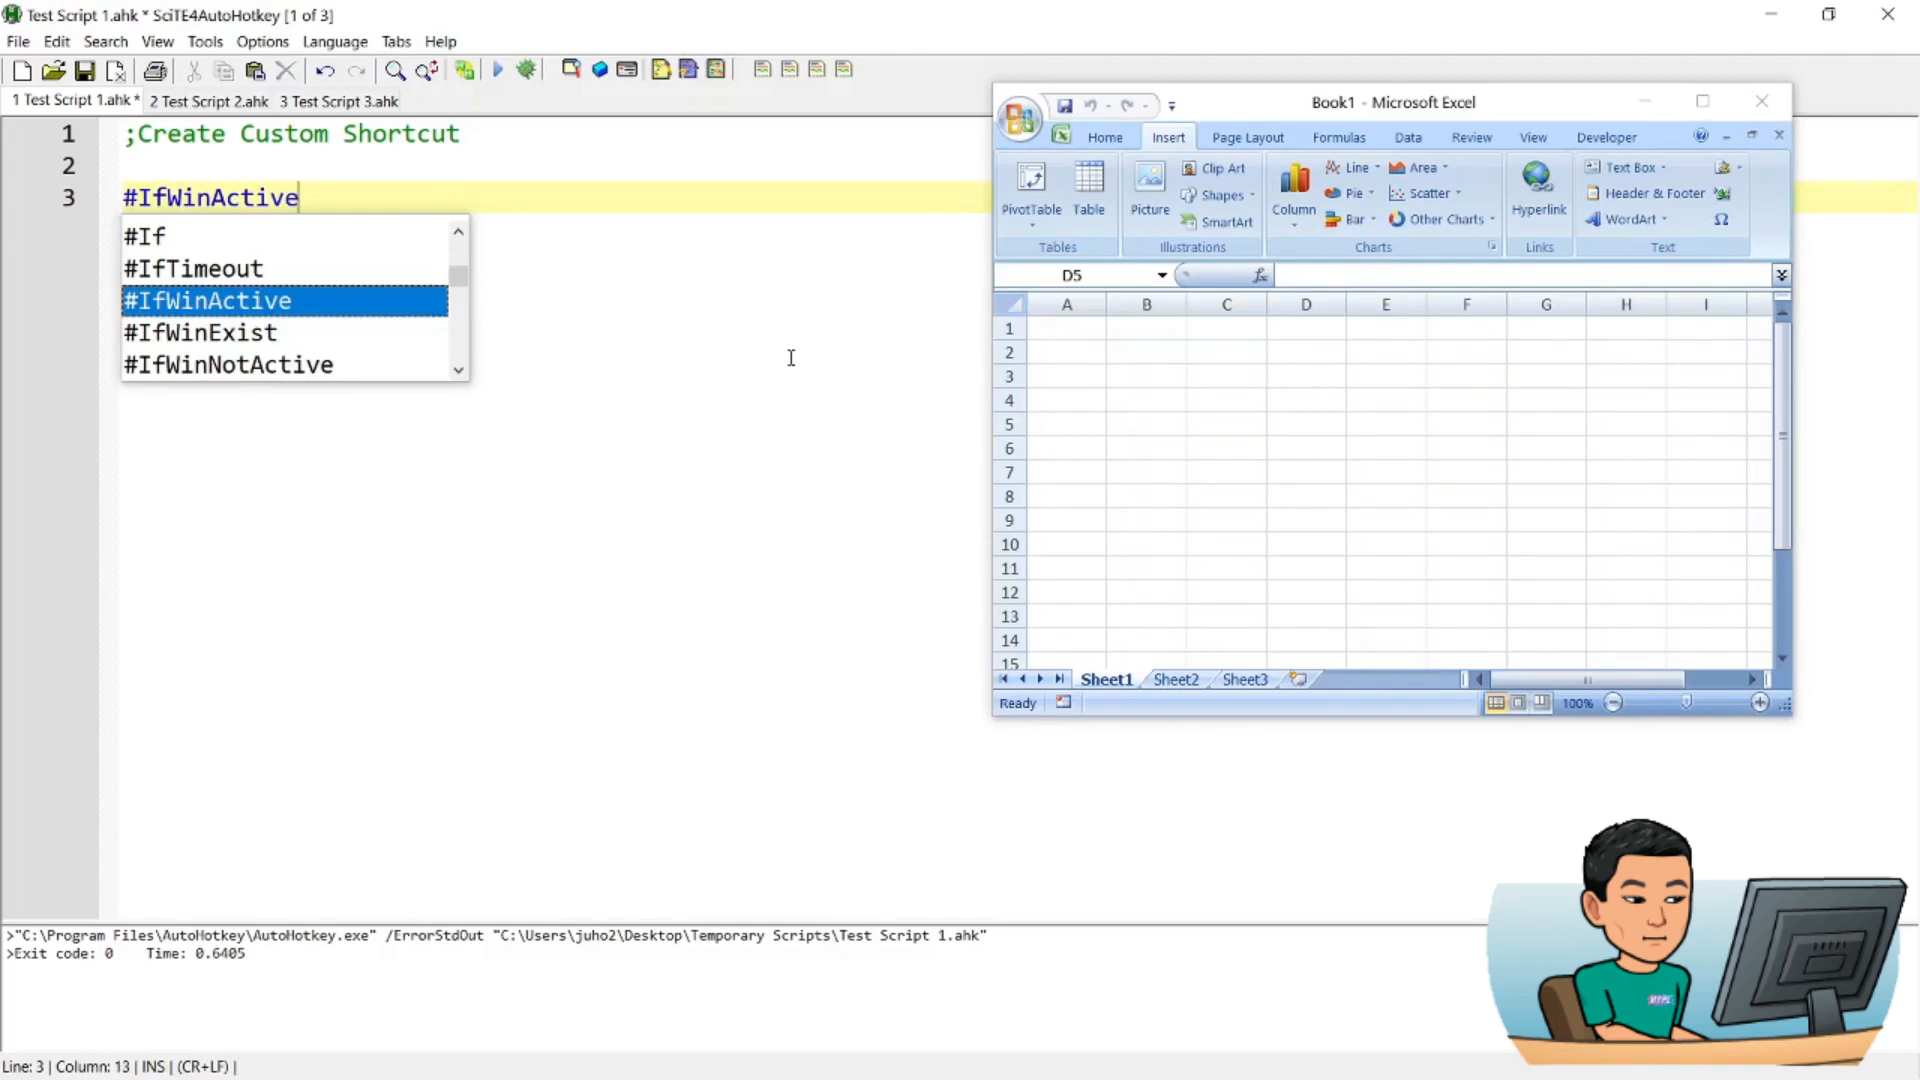 Test Script 1.ahk * SciTE4AutoHotkey [1 of 3]
File Edit Search View Tools Options Language Tabs Help
1 Test Script 1.ahk * 2 Test Script 2.ahk 3 Test Script 3.ahk
1 ;Create Custom Shortcut
2
3 #IfWinActive
#If
#IfTimeout
#IfWinActive
#IfWinExist
#IfWinNotActive
Book1 - Microsoft Excel
Home Insert Page Layout Formulas Data Review View Developer
PivotTable Table Picture Clip Art Shapes SmartArt Column Line Pie Bar Area Scatter Other Charts Hyperlink Text Box Header & Footer WordArt Ω
Tables Illustrations Charts Links Text
D5 fx
A B C D E F G H I
1
2
3
4
5
6
7
8
9
10
11
12
13
14
15
Sheet1 Sheet2 Sheet3
Ready 100%
>"C:\Program Files\AutoHotkey\AutoHotkey.exe" /ErrorStdOut "C:\Users\juho2\Desktop\Temporary Scripts\Test Script 1.ahk"
>Exit code: 0 Time: 0.6405
Line: 3 | Column: 13 | INS | (CR+LF) |